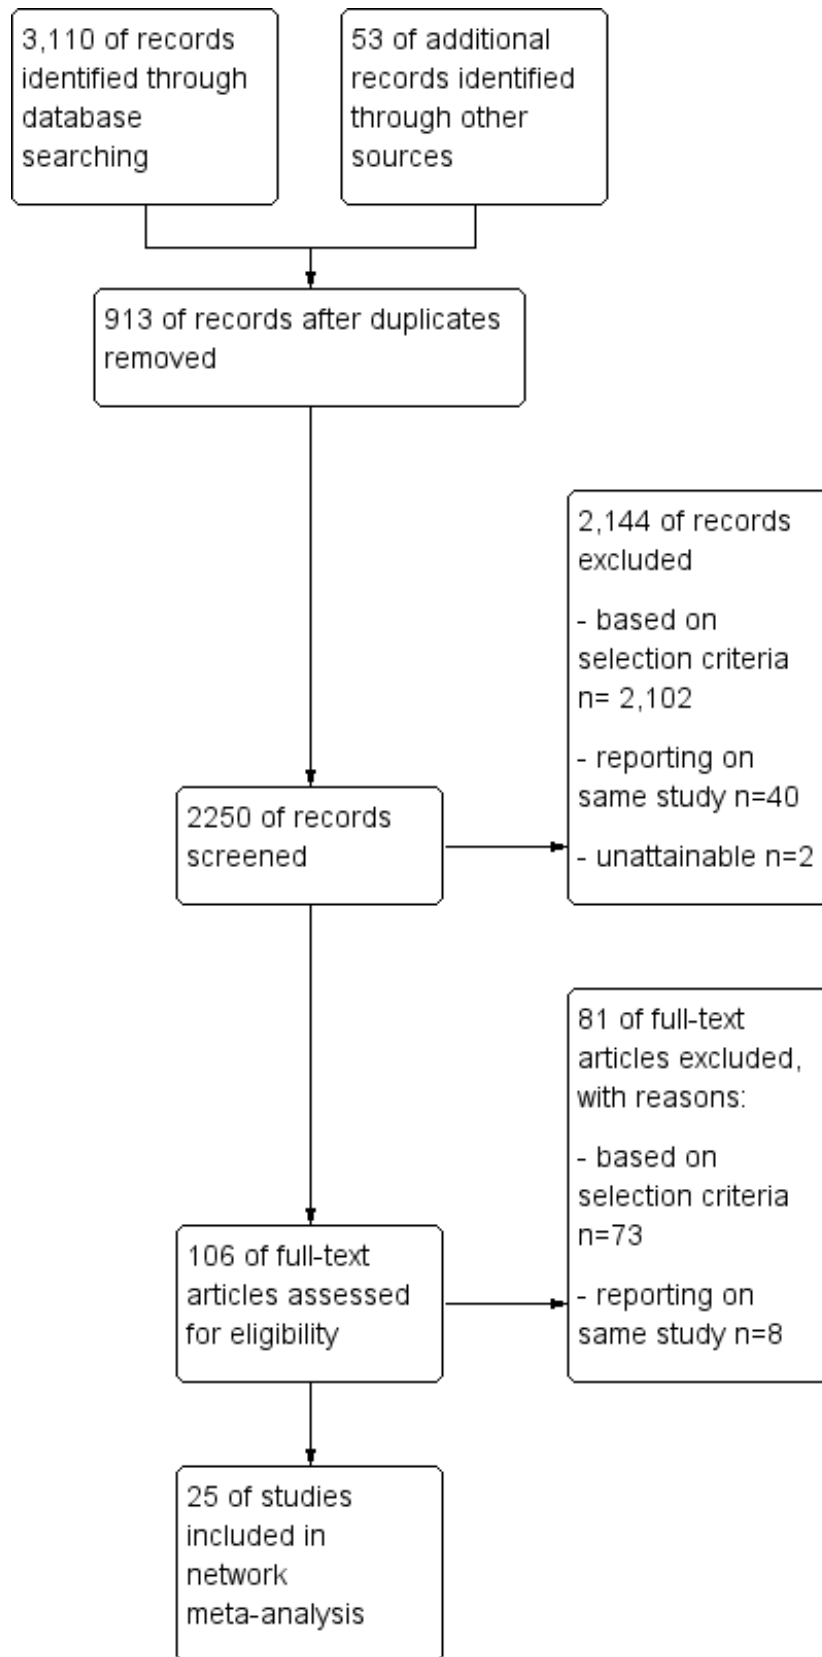 3,110 of records
identified through
database
searching
53 of additional
records identified
through other
sources
913 of records after duplicates
removed
2,144 of records
excluded
- based on
selection criteria
n= 2,102
- reporting on
same study n=40
- unattainable n=2
2250 of records
screened
81 of full-text
articles excluded,
with reasons:
- based on
selection criteria
n=73
- reporting on
same study n=8
106 of full-text
articles assessed
for eligibility
25 of studies
included in
network
meta-analysis